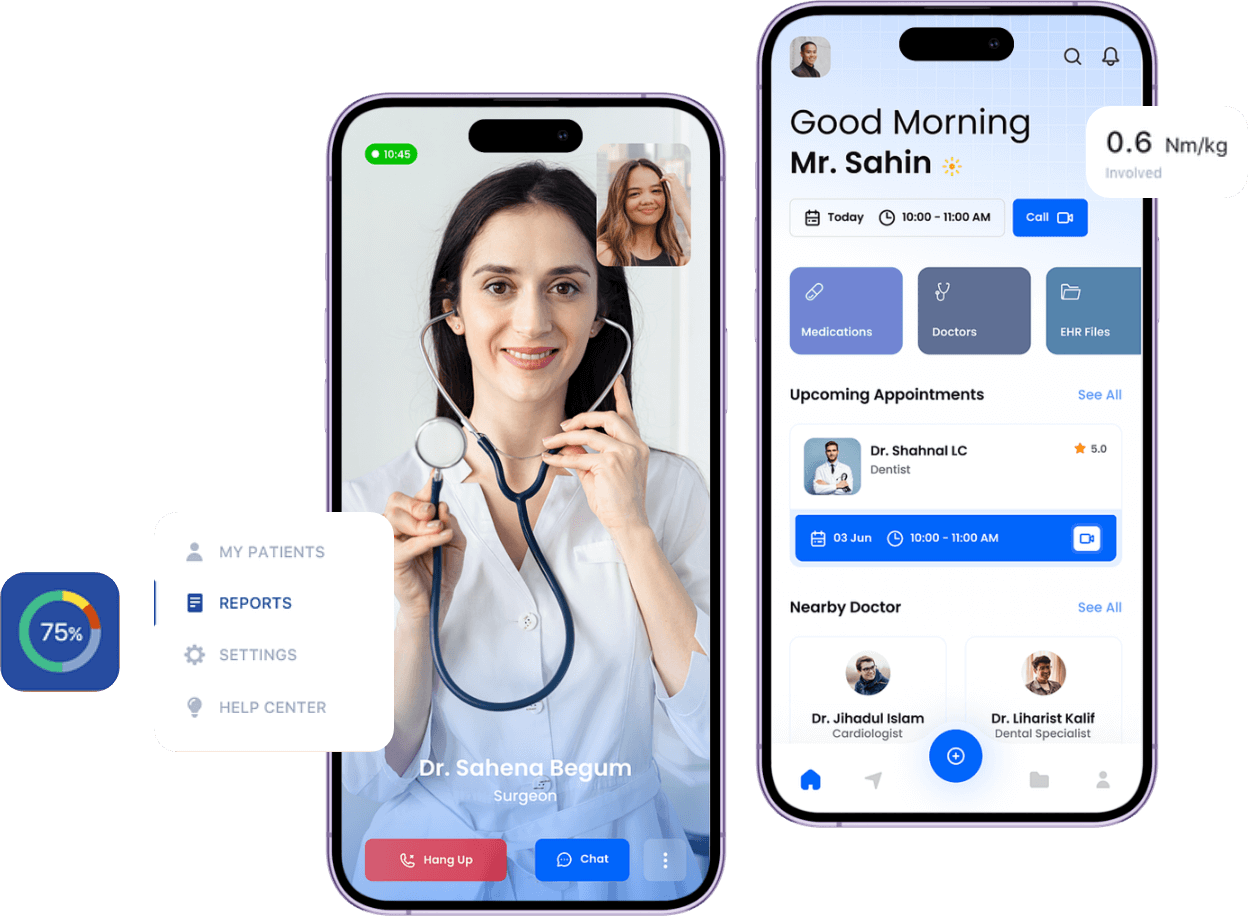 10:45
Dr. Sahena Begum
Surgeon
Hang Up
Chat
75%
MY PATIENTS
REPORTS
SETTINGS
HELP CENTER
Good Morning
Mr. Sahin
0.6 Nm/kg
Involved
Today 10:00 - 11:00 AM Call
Medications Doctors EHR Files
Upcoming Appointments See All
Dr. Shahnal LC 5.0
Dentist
03 Jun 10:00 - 11:00 AM
Nearby Doctor See All
Dr. Jihadul Islam Dr. Liharist Kalif
Cardiologist Dental Specialist